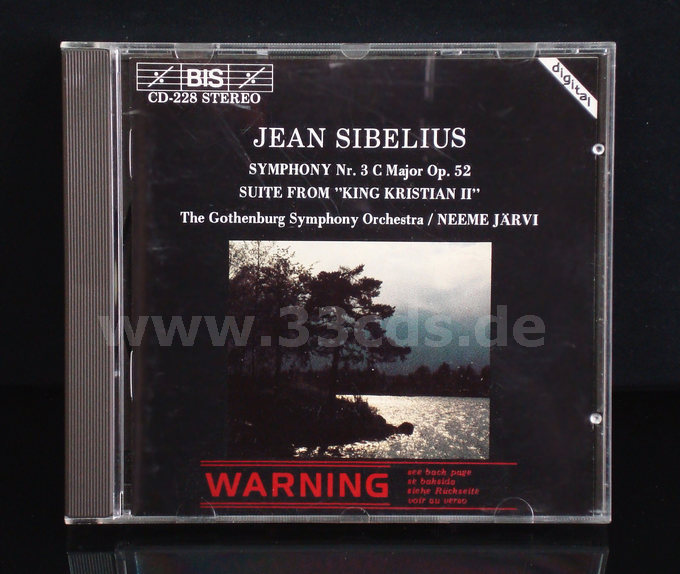 BIS
CD-228 STEREO
digital
JEAN SIBELIUS
SYMPHONY Nr. 3 C Major Op. 52
SUITE FROM "KING KRISTIAN II"
The Gothenburg Symphony Orchestra / NEEME JÄRVI
www.33cds.de
WARNING
see back page
se baksida
siehe Rückseite
voir au verso